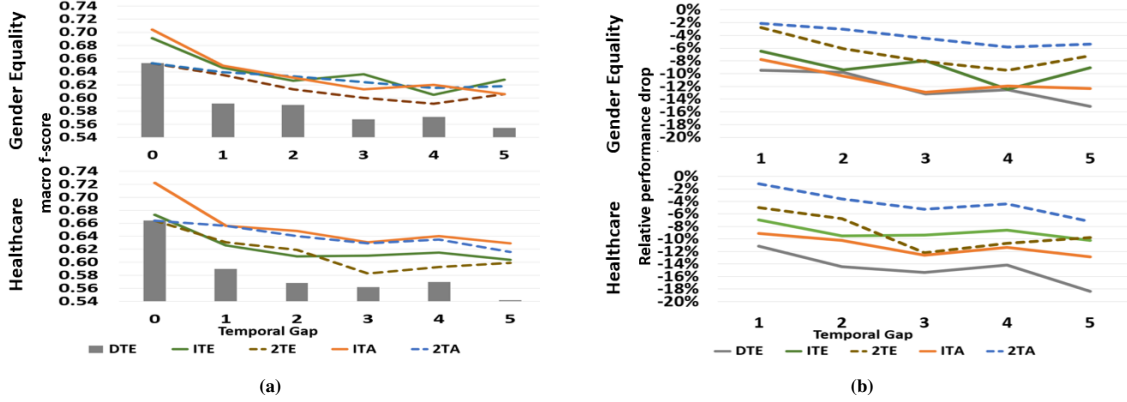 Gender Equality
macro f-score
0.74
0.72
0.70
0.68
0.66
0.64
0.62
0.60
0.58
0.56
0.54
0 1 2 3 4 5
Healthcare
0.74
0.72
0.70
0.68
0.66
0.64
0.62
0.60
0.58
0.56
0.54
0 1 2 3 4 5
Temporal Gap
DTE ITE 2TE ITA 2TA
(a)
Gender Equality
Relative performance drop
0%
-2%
-4%
-6%
-8%
-10%
-12%
-14%
-16%
-18%
-20%
1 2 3 4 5
Healthcare
0%
-2%
-4%
-6%
-8%
-10%
-12%
-14%
-16%
-18%
-20%
1 2 3 4 5
Temporal Gap
DTE ITE 2TE ITA 2TA
(b)